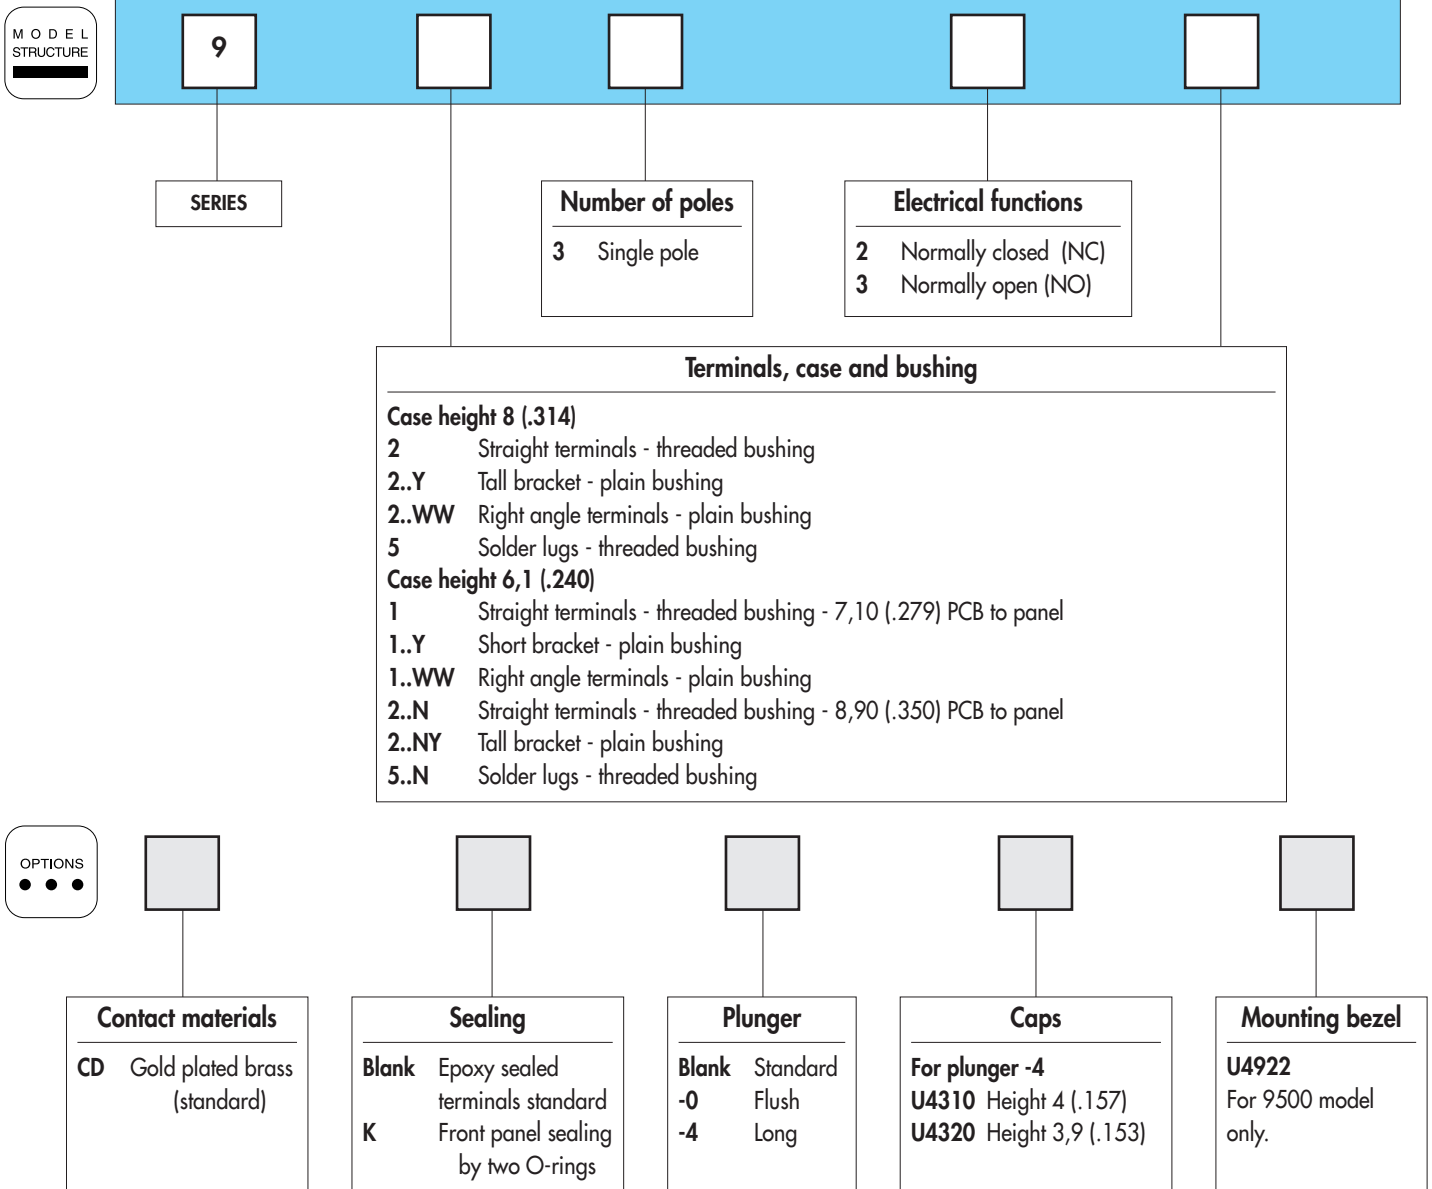 MODEL
STRUCTURE
9
SERIES
Number of poles
3 Single pole
Electrical functions
2 Normally closed (NC)
3 Normally open (NO)
Terminals, case and bushing
Case height 8 (.314)
2 Straight terminals - threaded bushing
2..Y Tall bracket - plain bushing
2..WW Right angle terminals - plain bushing
5 Solder lugs - threaded bushing
Case height 6,1 (.240)
1 Straight terminals - threaded bushing - 7,10 (.279) PCB to panel
1..Y Short bracket - plain bushing
1..WW Right angle terminals - plain bushing
2..N Straight terminals - threaded bushing - 8,90 (.350) PCB to panel
2..NY Tall bracket - plain bushing
5..N Solder lugs - threaded bushing
OPTIONS
Contact materials
CD Gold plated brass
(standard)
Sealing
Blank Epoxy sealed
terminals standard
K Front panel sealing
by two O-rings
Plunger
Blank Standard
-0 Flush
-4 Long
Caps
For plunger -4
U4310 Height 4 (.157)
U4320 Height 3,9 (.153)
Mounting bezel
U4922
For 9500 model
only.